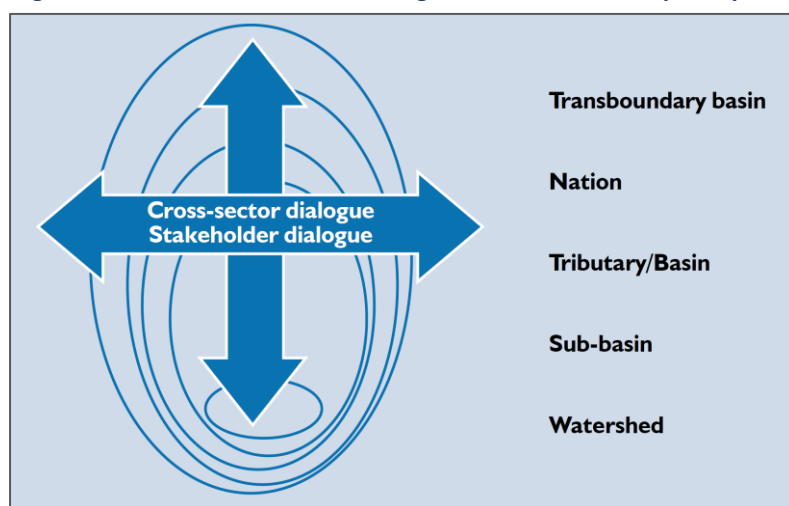 Transboundary basin
Nation
Cross-sector dialogue
Stakeholder dialogue
Tributary/Basin
Sub-basin
Watershed